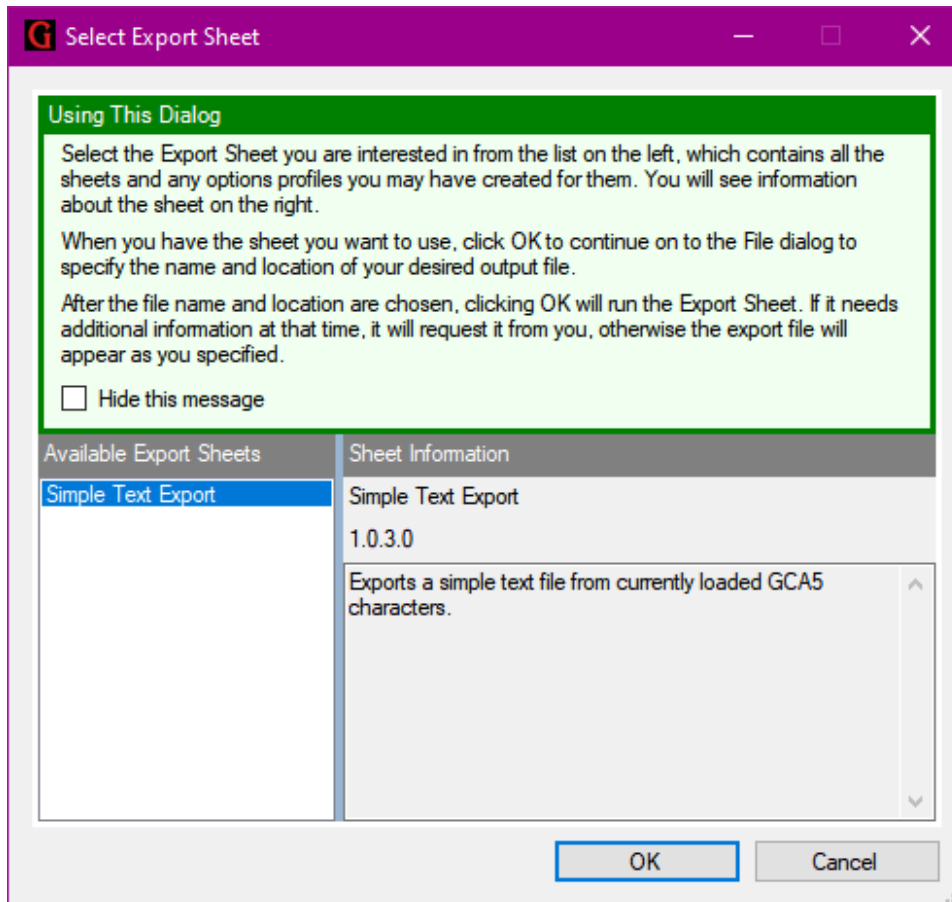 G Select Export Sheet
Using This Dialog
Select the Export Sheet you are interested in from the list on the left, which contains all the
sheets and any options profiles you may have created for them. You will see information
about the sheet on the right.
When you have the sheet you want to use, click OK to continue on to the File dialog to
specify the name and location of your desired output file.
After the file name and location are chosen, clicking OK will run the Export Sheet. If it needs
additional information at that time, it will request it from you, otherwise the export file will
appear as you specified.
Hide this message
Available Export Sheets
Simple Text Export
Sheet Information
Simple Text Export
1.0.3.0
Exports a simple text file from currently loaded GCA5
characters.
OK
Cancel